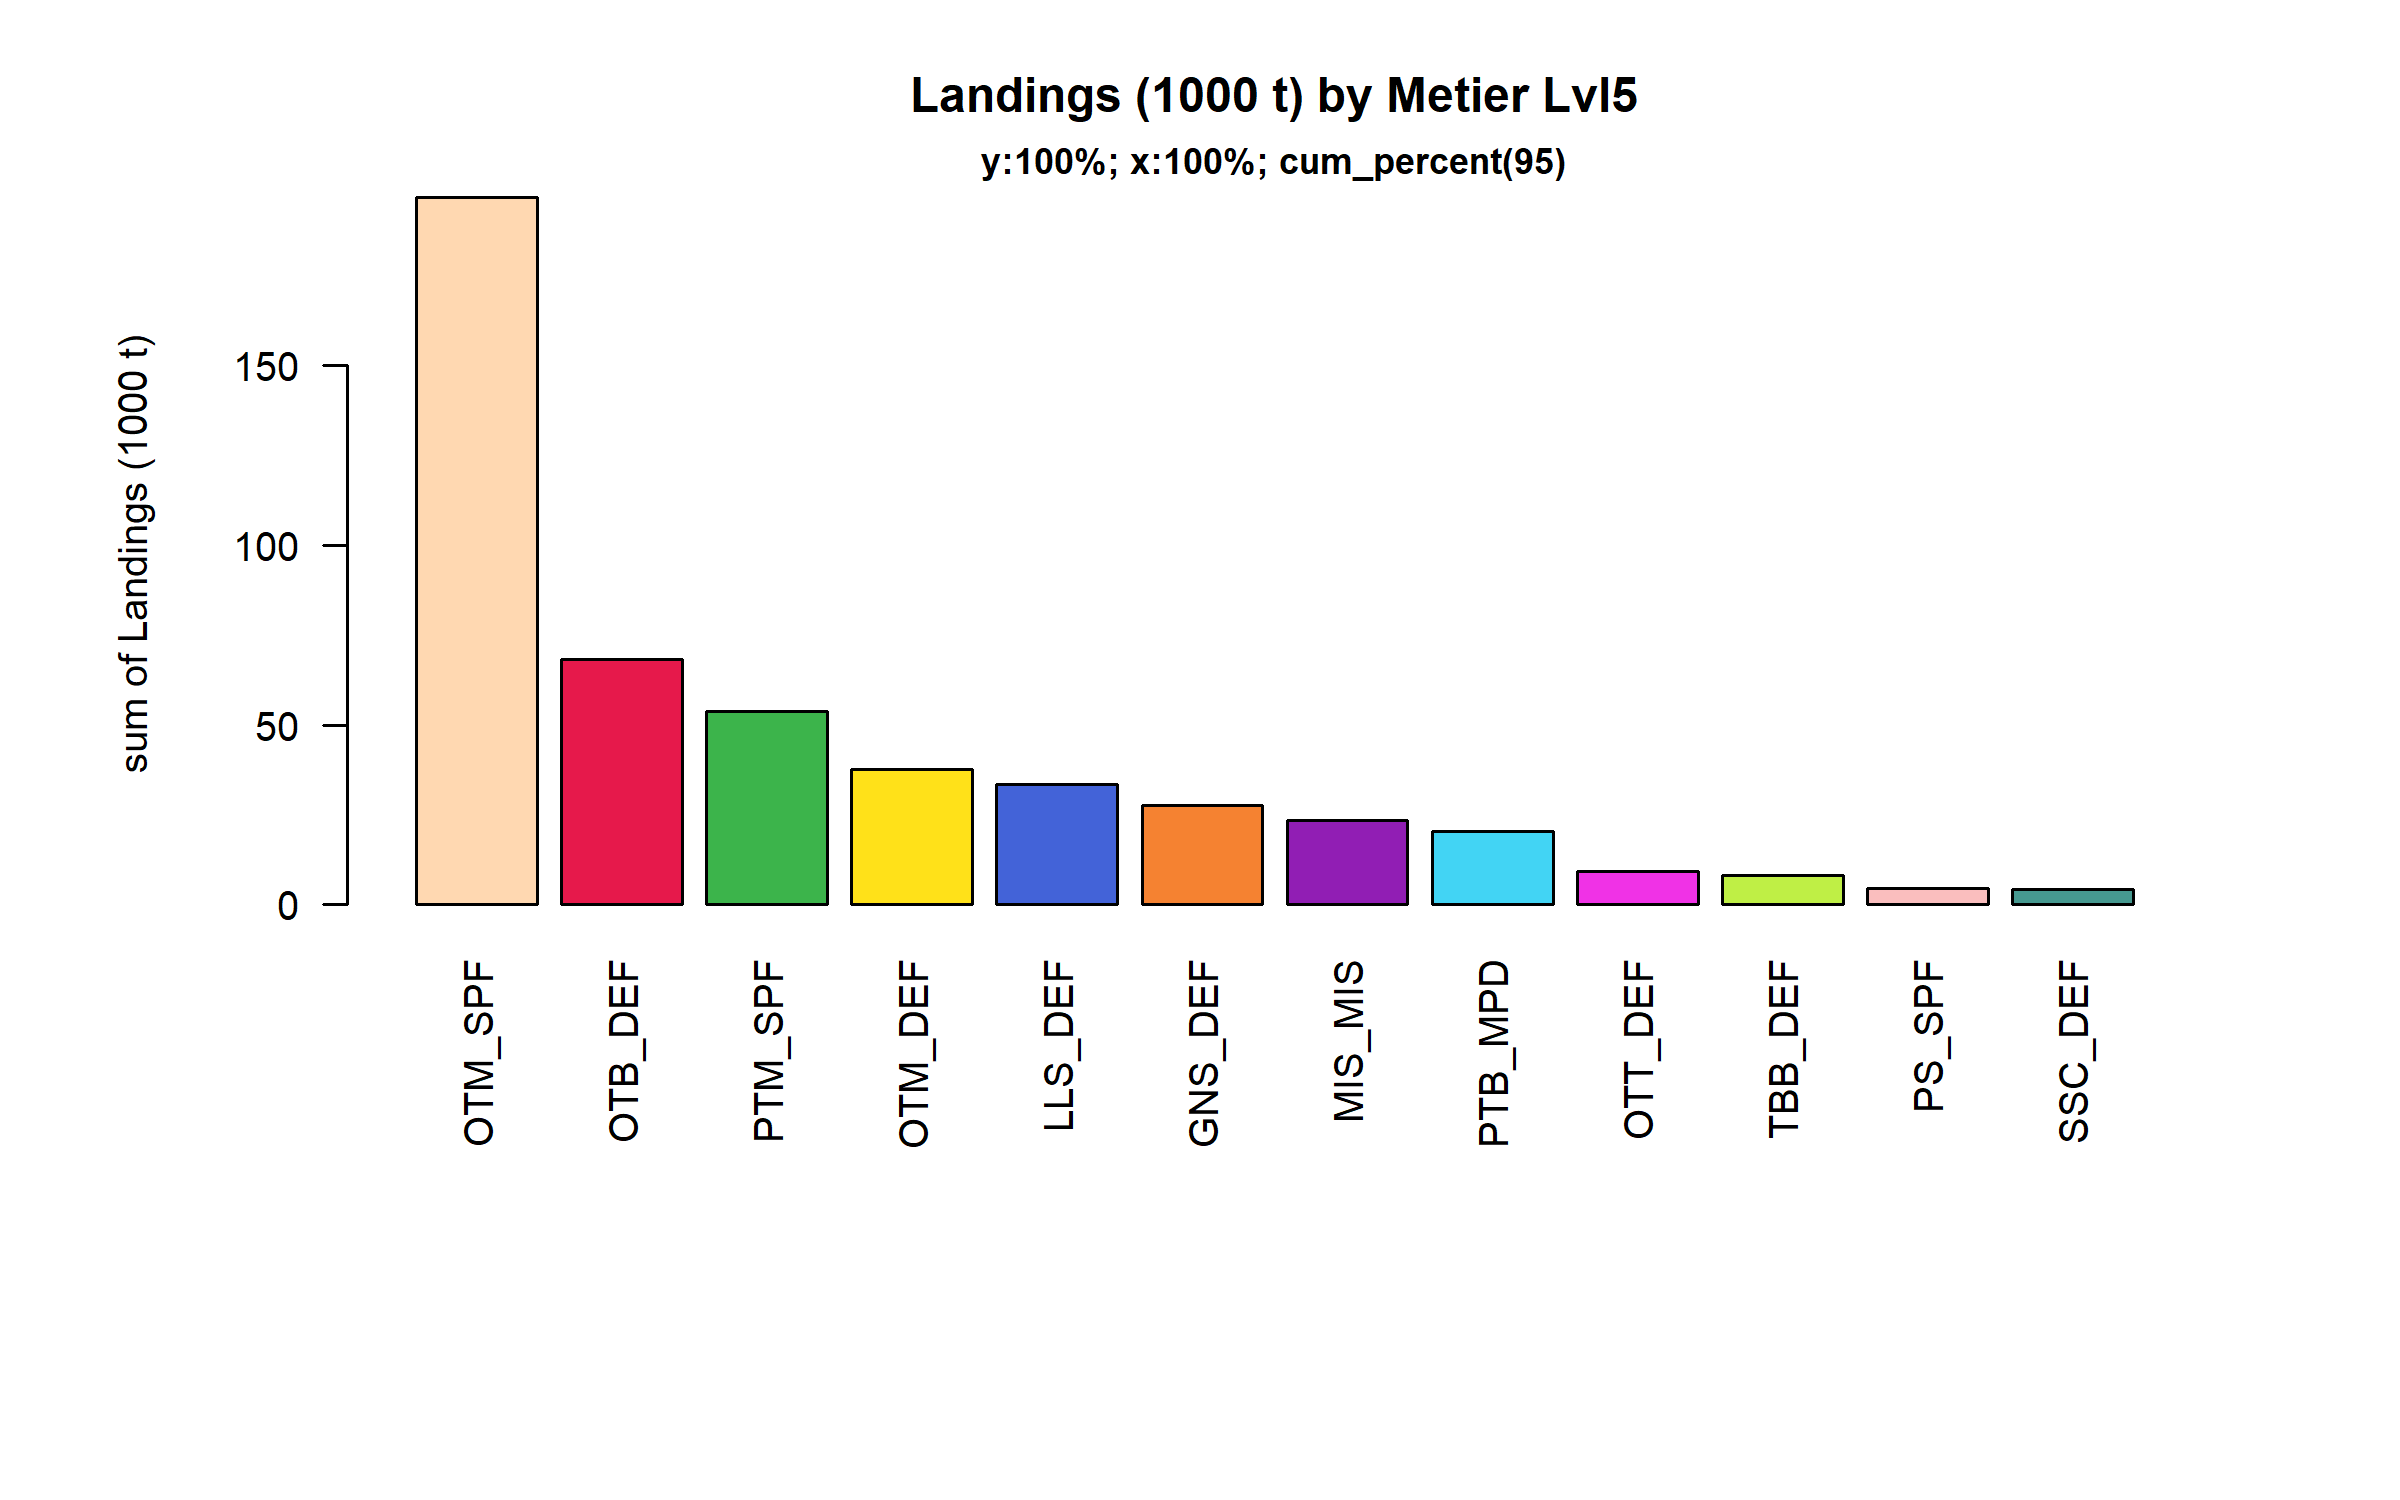 Landings (1000 t) by Metier Lvl5
y:100%; x:100%; cum_percent(95)
sum of Landings (1000 t)
150
100
50
0
OTM_SPF
OTB_DEF
PTM_SPF
OTM_DEF
LLS_DEF
GNS_DEF
MIS_MIS
PTB_MPD
OTT_DEF
TBB_DEF
PS_SPF
SSC_DEF